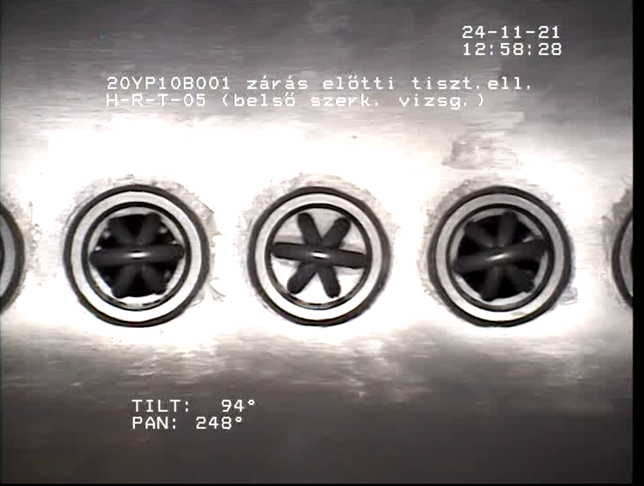 24-11-21
12:58:28
20YP10B001 zárás előtti tiszt.ell.
H-R-T-05 (belső szerk. vizsg.)
TILT: 94°
PAN: 248°